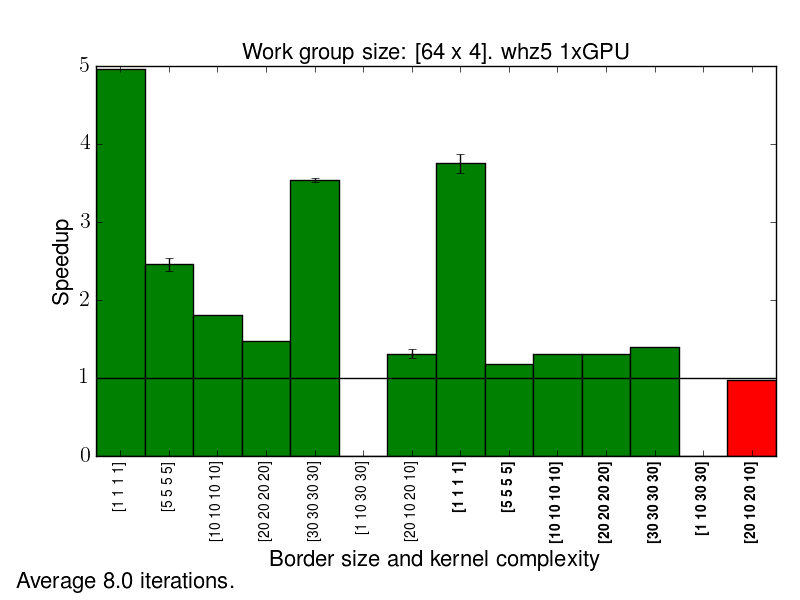 Work group size: [64 x 4]. whz5 1xGPU
5
4
3
2
1
0
Speedup
[1 1 1 1]
[5 5 5 5]
[10 10 10 10]
[20 20 20 20]
[30 30 30 30]
[1 10 30 30]
[20 10 20 10]
[1 1 1 1]
[5 5 5 5]
[10 10 10 10]
[20 20 20 20]
[30 30 30 30]
[1 10 30 30]
[20 10 20 10]
Border size and kernel complexity
Average 8.0 iterations.